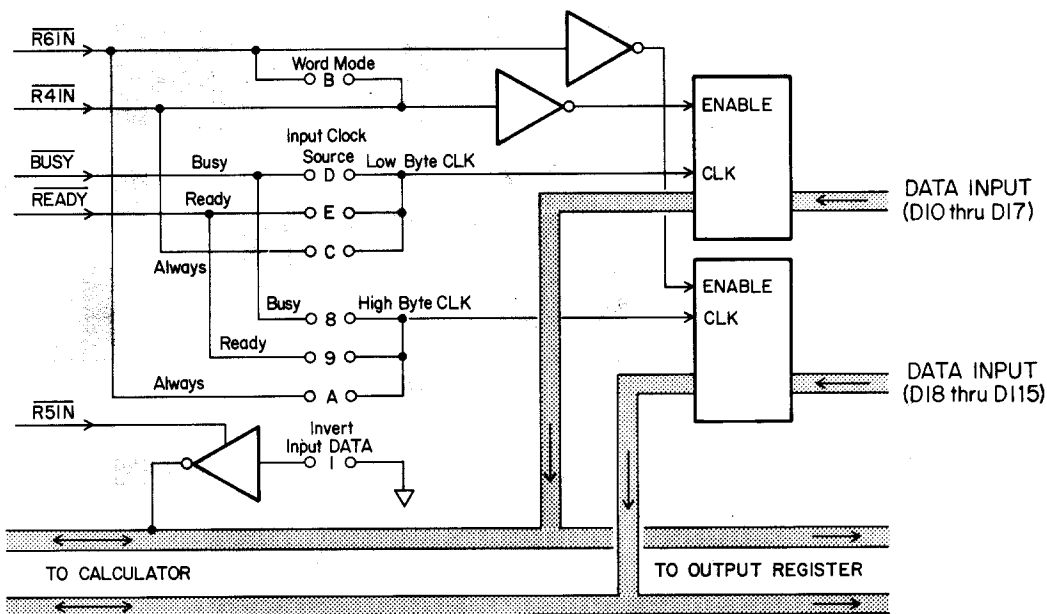 R6IN
Word Mode
B
R4IN
ENABLE
Input Clock
Source
BUSY
Busy
D
Low Byte CLK
CLK
READY
Ready
E
DATA INPUT
(DI0 thru DI7)
C
Always
ENABLE
Busy
8
High Byte CLK
CLK
Ready
9
DATA INPUT
(DI8 thru DI15)
Always
A
R5IN
Invert
Input DATA
I
TO CALCULATOR
TO OUTPUT REGISTER